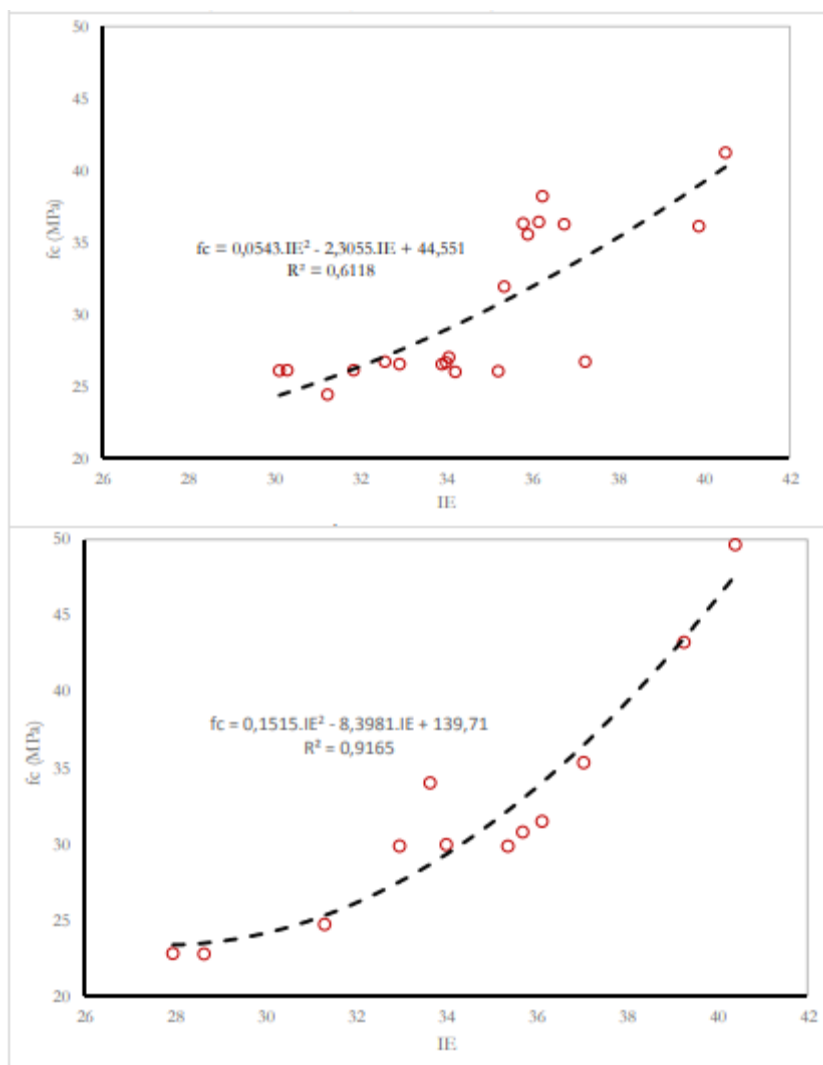 50
45
40
fc (MPa)
35
fc = 0,0543.IE² - 2,3055.IE + 44,551
R² = 0,6118
30
25
20
26 28 30 32 34 36 38 40 42
IE
50
45
40
fc = 0,1515.IE² - 8,3981.IE + 139,71
R² = 0,9165
fc (MPa)
35
30
25
20
26 28 30 32 34 36 38 40 42
IE